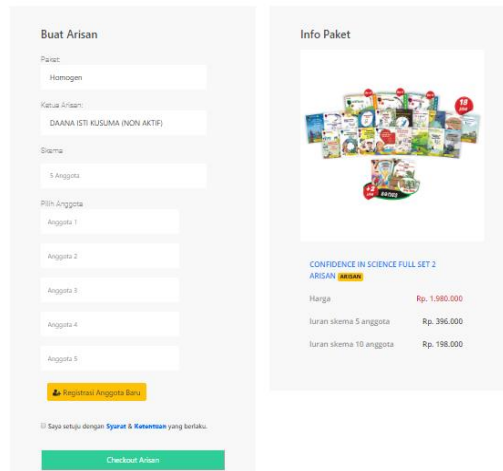 Buat Arisan
Paket:
Homogen
Ketua Arisan:
DAANA ISTI KUSUMA (NON AKTIF)
Skema
5 Anggota
Pilih Anggota
Anggota 1
Anggota 2
Anggota 3
Anggota 4
Anggota 5
Registrasi Anggota Baru
Saya setuju dengan Syarat & Ketentuan yang berlaku.
Checkout Arisan
Info Paket
18
+2
BONUS
CONFIDENCE IN SCIENCE FULL SET 2
ARISAN ARISAN
Harga Rp. 1.980.000
Iuran skema 5 anggota Rp. 396.000
Iuran skema 10 anggota Rp. 198.000